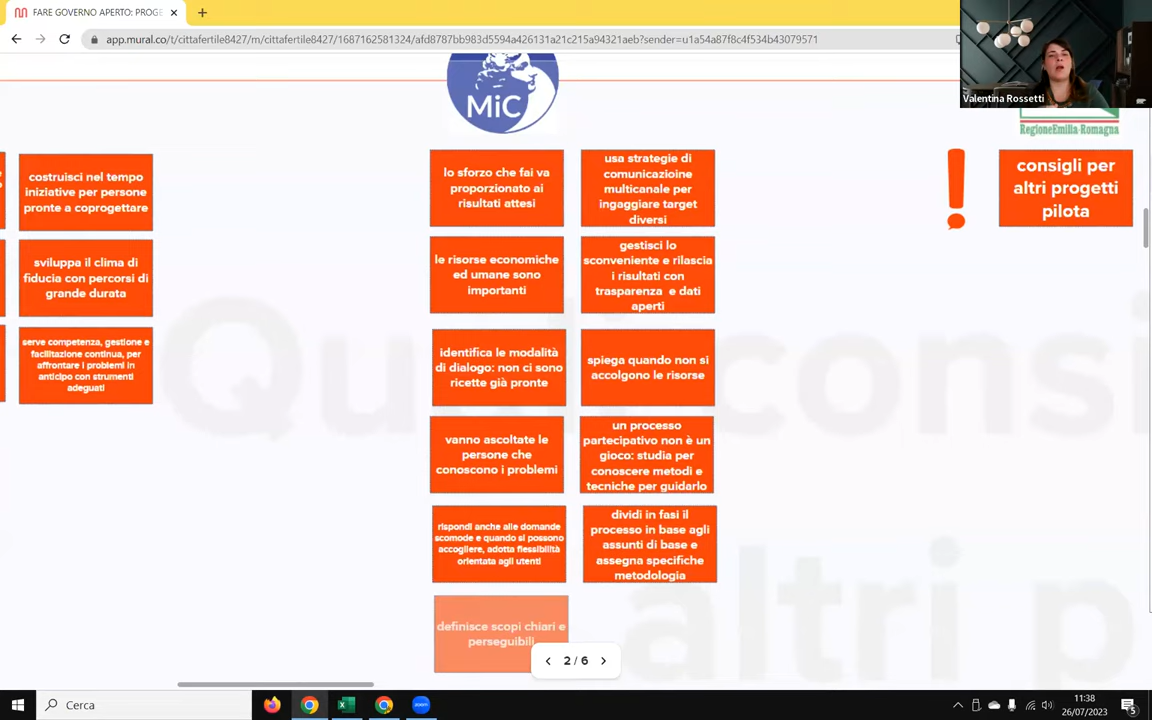 FARE GOVERNO APERTO: PROGE
app.mural.co/t/cittafertile8427/m/cittafertile8427/1687162581324/afd8787bb983d5594a426131a21c215a94321aeb?sender=u1a54a87f8c4f534b43079571
Valentina Rossetti
MiC
RegioneEmilia-Romagna
costruisci nel tempo
iniziative per persone
pronte a coprogettare
sviluppa il clima di
fiducia con percorsi di
grande durata
serve competenza, gestione e
facilitazione continua, per
affrontare i problemi in
anticipo con strumenti
adeguati
lo sforzo che fai va
proporzionato ai
risultati attesi
le risorse economiche
ed umane sono
importanti
identifica le modalità
di dialogo: non ci sono
ricette già pronte
vanno ascoltate le
persone che
conoscono i problemi
rispondi anche alle domande
scomode e quando si possono
accogliere, adotta flessibilità
orientata agli utenti
definisce scopi chiari e
perseguibili
usa strategie di
comunicazioine
multicanale per
ingaggiare target
diversi
gestisci lo
sconveniente e rilascia
i risultati con
trasparenza e dati
aperti
spiega quando non si
accolgono le risorse
un processo
partecipativo non è un
gioco: studia per
conoscere metodi e
tecniche per guidarlo
dividi in fasi il
processo in base agli
assunti di base e
assegna specifiche
metodologia
!
consigli per
altri progetti
pilota
Qu consi
altri p
2 / 6
Cerca
zoom
11:38
26/07/2023
5